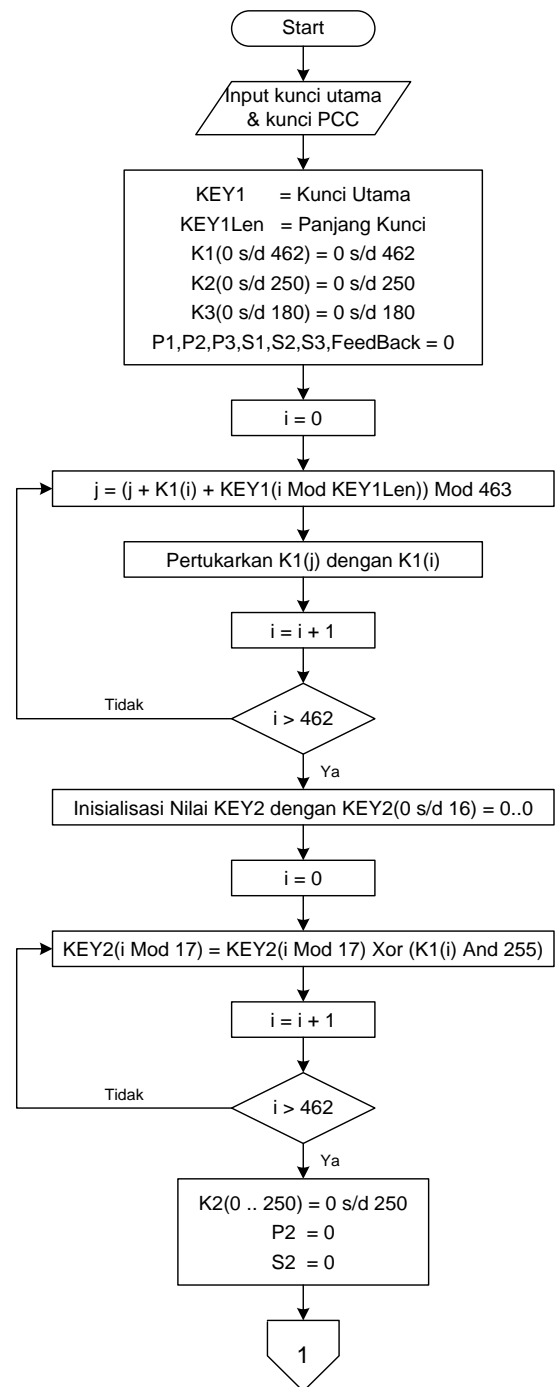 Start
Input kunci utama
& kunci PCC
KEY1 = Kunci Utama
KEY1Len = Panjang Kunci
K1(0 s/d 462) = 0 s/d 462
K2(0 s/d 250) = 0 s/d 250
K3(0 s/d 180) = 0 s/d 180
P1,P2,P3,S1,S2,S3,FeedBack = 0
i = 0
j = (j + K1(i) + KEY1(i Mod KEY1Len)) Mod 463
Pertukarkan K1(j) dengan K1(i)
i = i + 1
Tidak
i > 462
Ya
Inisialisasi Nilai KEY2 dengan KEY2(0 s/d 16) = 0..0
i = 0
KEY2(i Mod 17) = KEY2(i Mod 17) Xor (K1(i) And 255)
i = i + 1
Tidak
i > 462
Ya
K2(0 .. 250) = 0 s/d 250
P2 = 0
S2 = 0
1